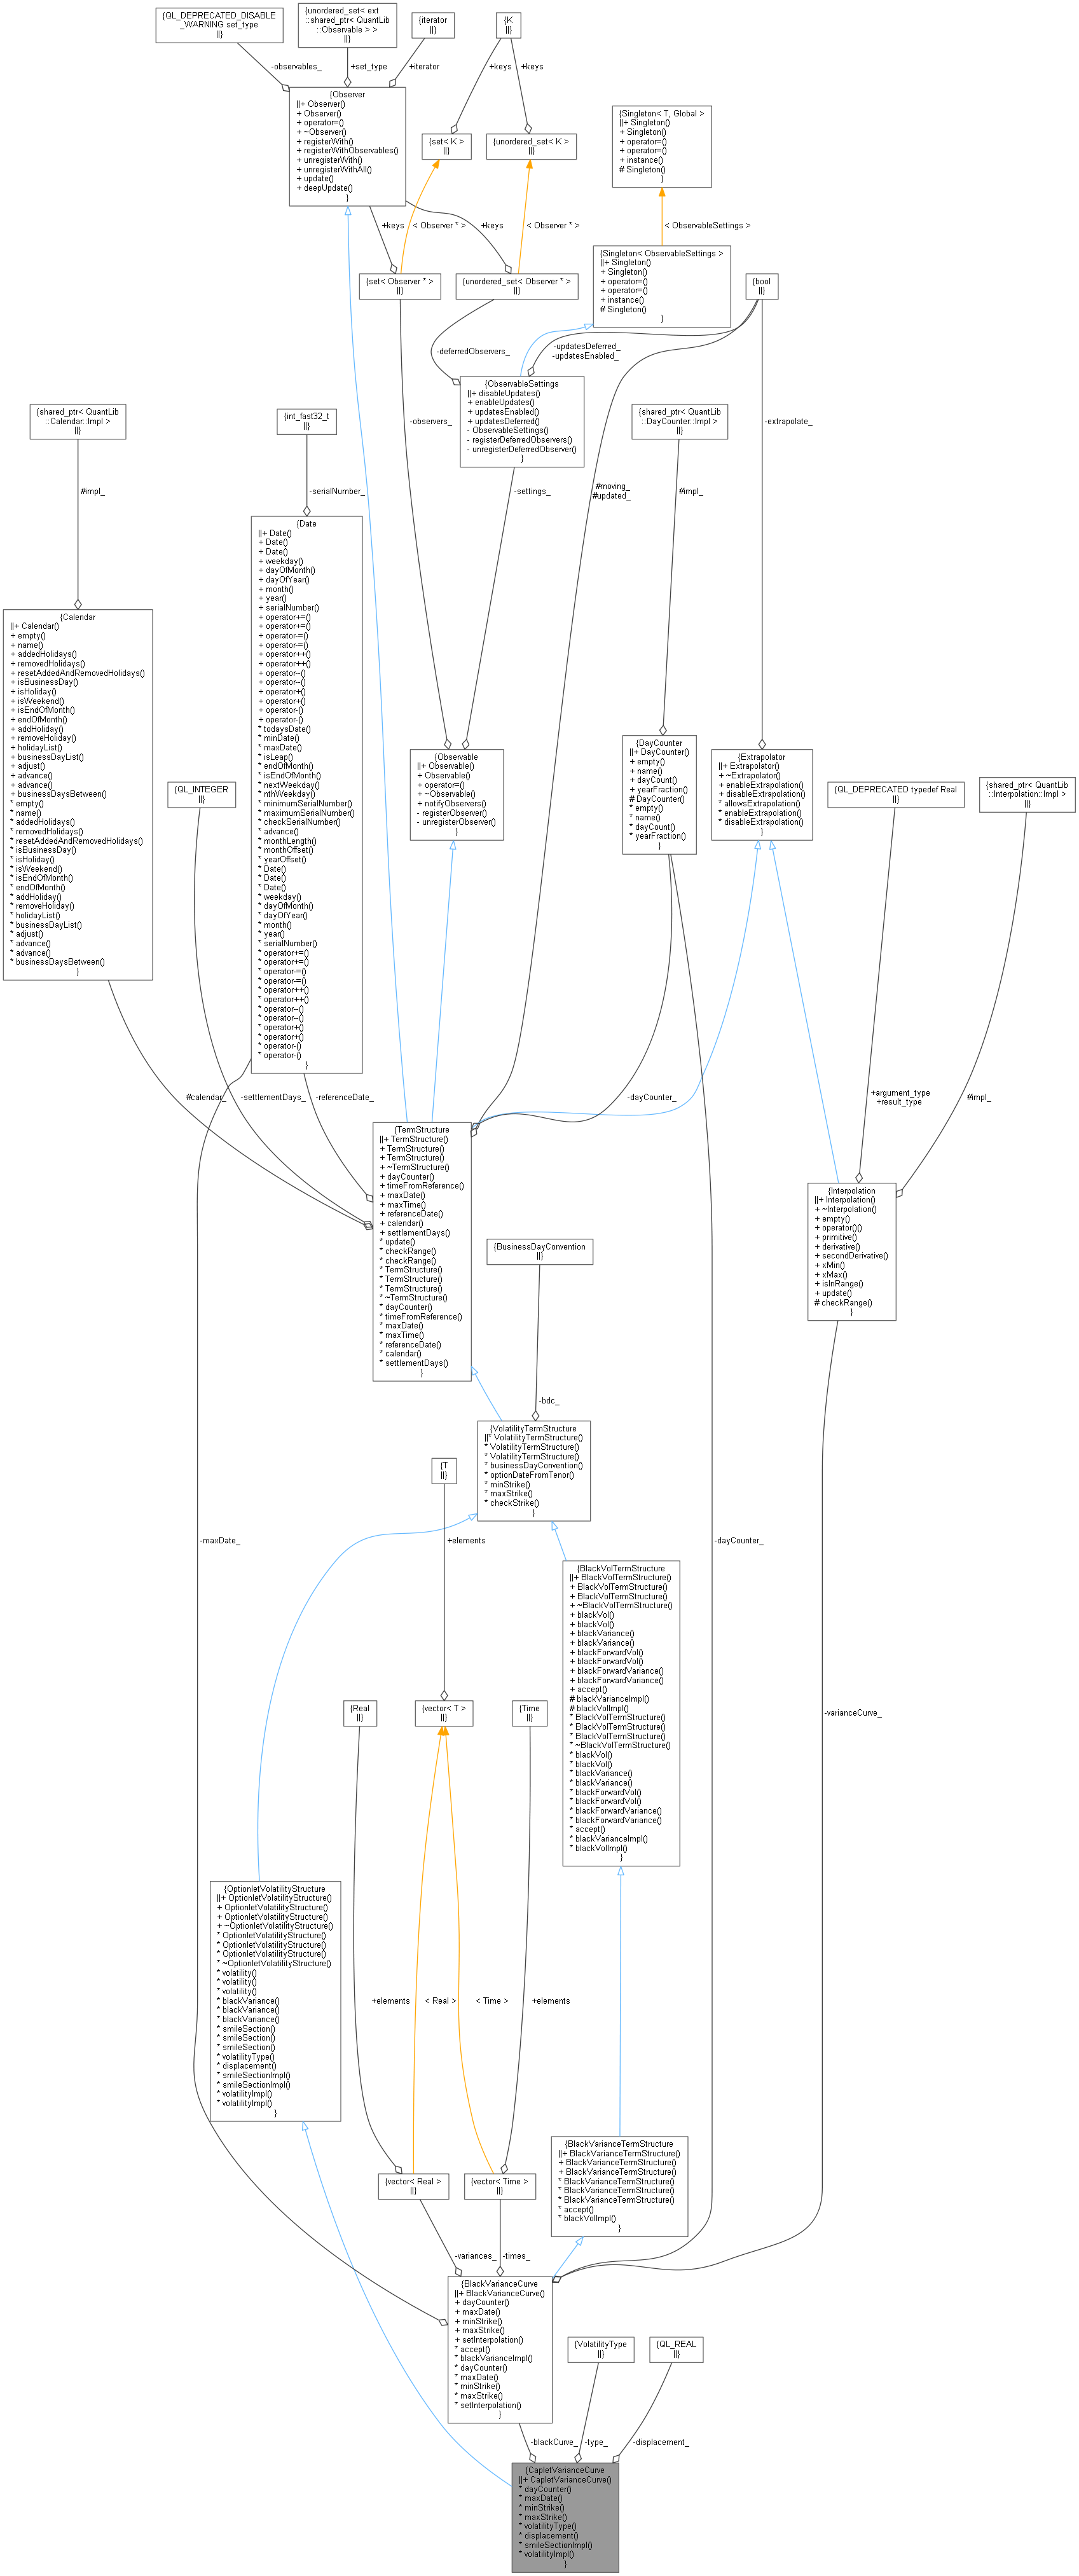 {QL_DEPRECATED_DISABLE
_WARNING set_type
||}
{unordered_set< ext
::shared_ptr< QuantLib
::Observable > >
||}
{iterator
||}
{K
||}
-observables_
+set_type
+iterator
+keys
+keys
{Observer
||+ Observer()
+ Observer()
+ operator=()
+ ~Observer()
+ registerWith()
+ registerWithObservables()
+ unregisterWith()
+ unregisterWithAll()
+ update()
+ deepUpdate()
}
{set< K >
||}
{unordered_set< K >
||}
{Singleton< T, Global >
||+ Singleton()
+ Singleton()
+ operator=()
+ operator=()
+ instance()
# Singleton()
}
+keys
< Observer * >
+keys
< Observer * >
< ObservableSettings >
{set< Observer * >
||}
{unordered_set< Observer * >
||}
{Singleton< ObservableSettings >
||+ Singleton()
+ Singleton()
+ operator=()
+ operator=()
+ instance()
# Singleton()
}
{bool
||}
-deferredObservers_
-updatesDeferred_
-updatesEnabled_
{ObservableSettings
||+ disableUpdates()
+ enableUpdates()
+ updatesEnabled()
+ updatesDeferred()
- ObservableSettings()
- registerDeferredObservers()
- unregisterDeferredObserver()
}
{shared_ptr< QuantLib
::Calendar::Impl >
||}
{int_fast32_t
||}
{shared_ptr< QuantLib
::DayCounter::Impl >
||}
-observers_
-extrapolate_
#impl_
-serialNumber_
-settings_
#moving_
#updated_
#impl_
{Date
||+ Date()
+ Date()
+ Date()
+ weekday()
+ dayOfMonth()
+ dayOfYear()
+ month()
+ year()
+ serialNumber()
+ operator+=()
+ operator+=()
+ operator-=()
+ operator-=()
+ operator++()
+ operator++()
+ operator--()
+ operator--()
+ operator+()
+ operator+()
+ operator-()
+ operator-()
* todaysDate()
* minDate()
* maxDate()
* isLeap()
* endOfMonth()
* isEndOfMonth()
* nextWeekday()
* nthWeekday()
* minimumSerialNumber()
* maximumSerialNumber()
* checkSerialNumber()
* advance()
* monthLength()
* monthOffset()
* yearOffset()
* Date()
* Date()
* Date()
* weekday()
* dayOfMonth()
* dayOfYear()
* month()
* year()
* serialNumber()
* operator+=()
* operator+=()
* operator-=()
* operator-=()
* operator++()
* operator++()
* operator--()
* operator--()
* operator+()
* operator+()
* operator-()
* operator-()
}
{Calendar
||+ Calendar()
+ empty()
+ name()
+ addedHolidays()
+ removedHolidays()
+ resetAddedAndRemovedHolidays()
+ isBusinessDay()
+ isHoliday()
+ isWeekend()
+ isEndOfMonth()
+ endOfMonth()
+ addHoliday()
+ removeHoliday()
+ holidayList()
+ businessDayList()
+ adjust()
+ advance()
+ advance()
+ businessDaysBetween()
* empty()
* name()
* addedHolidays()
* removedHolidays()
* resetAddedAndRemovedHolidays()
* isBusinessDay()
* isHoliday()
* isWeekend()
* isEndOfMonth()
* endOfMonth()
* addHoliday()
* removeHoliday()
* holidayList()
* businessDayList()
* adjust()
* advance()
* advance()
* businessDaysBetween()
}
{QL_INTEGER
||}
{Observable
||+ Observable()
+ Observable()
+ operator=()
+ ~Observable()
+ notifyObservers()
- registerObserver()
- unregisterObserver()
}
{DayCounter
||+ DayCounter()
+ empty()
+ name()
+ dayCount()
+ yearFraction()
# DayCounter()
* empty()
* name()
* dayCount()
* yearFraction()
}
{Extrapolator
||+ Extrapolator()
+ ~Extrapolator()
+ enableExtrapolation()
+ disableExtrapolation()
* allowsExtrapolation()
* enableExtrapolation()
* disableExtrapolation()
}
{QL_DEPRECATED typedef Real
||}
{shared_ptr< QuantLib
::Interpolation::Impl >
||}
#calendar_
-settlementDays_
-referenceDate_
-dayCounter_
+argument_type
+result_type
#impl_
{TermStructure
||+ TermStructure()
+ TermStructure()
+ TermStructure()
+ ~TermStructure()
+ dayCounter()
+ timeFromReference()
+ maxDate()
+ maxTime()
+ referenceDate()
+ calendar()
+ settlementDays()
* update()
* checkRange()
* checkRange()
* TermStructure()
* TermStructure()
* TermStructure()
* ~TermStructure()
* dayCounter()
* timeFromReference()
* maxDate()
* maxTime()
* referenceDate()
* calendar()
* settlementDays()
}
{Interpolation
||+ Interpolation()
+ ~Interpolation()
+ empty()
+ operator()()
+ primitive()
+ derivative()
+ secondDerivative()
+ xMin()
+ xMax()
+ isInRange()
+ update()
# checkRange()
}
{BusinessDayConvention
||}
-bdc_
{VolatilityTermStructure
||* VolatilityTermStructure()
* VolatilityTermStructure()
* VolatilityTermStructure()
* businessDayConvention()
* optionDateFromTenor()
* minStrike()
* maxStrike()
* checkStrike()
}
{T
||}
-maxDate_
+elements
-dayCounter_
{BlackVolTermStructure
||+ BlackVolTermStructure()
+ BlackVolTermStructure()
+ BlackVolTermStructure()
+ ~BlackVolTermStructure()
+ blackVol()
+ blackVol()
+ blackVariance()
+ blackVariance()
+ blackForwardVol()
+ blackForwardVol()
+ blackForwardVariance()
+ blackForwardVariance()
+ accept()
# blackVarianceImpl()
# blackVolImpl()
* BlackVolTermStructure()
* BlackVolTermStructure()
* BlackVolTermStructure()
* ~BlackVolTermStructure()
* blackVol()
* blackVol()
* blackVariance()
* blackVariance()
* blackForwardVol()
* blackForwardVol()
* blackForwardVariance()
* blackForwardVariance()
* accept()
* blackVarianceImpl()
* blackVolImpl()
}
{Real
||}
{vector< T >
||}
{Time
||}
-varianceCurve_
{OptionletVolatilityStructure
||+ OptionletVolatilityStructure()
+ OptionletVolatilityStructure()
+ OptionletVolatilityStructure()
+ ~OptionletVolatilityStructure()
* OptionletVolatilityStructure()
* OptionletVolatilityStructure()
* OptionletVolatilityStructure()
* ~OptionletVolatilityStructure()
* volatility()
* volatility()
* volatility()
* blackVariance()
* blackVariance()
* blackVariance()
* smileSection()
* smileSection()
* smileSection()
* volatilityType()
* displacement()
* smileSectionImpl()
* smileSectionImpl()
* volatilityImpl()
* volatilityImpl()
}
+elements
< Real >
< Time >
+elements
{BlackVarianceTermStructure
||+ BlackVarianceTermStructure()
+ BlackVarianceTermStructure()
+ BlackVarianceTermStructure()
* BlackVarianceTermStructure()
* BlackVarianceTermStructure()
* BlackVarianceTermStructure()
* accept()
* blackVolImpl()
}
{vector< Real >
||}
{vector< Time >
||}
-variances_
-times_
{BlackVarianceCurve
||+ BlackVarianceCurve()
+ dayCounter()
+ maxDate()
+ minStrike()
+ maxStrike()
+ setInterpolation()
* accept()
* blackVarianceImpl()
* dayCounter()
* maxDate()
* minStrike()
* maxStrike()
* setInterpolation()
}
{VolatilityType
||}
{QL_REAL
||}
-blackCurve_
-type_
-displacement_
{CapletVarianceCurve
||+ CapletVarianceCurve()
* dayCounter()
* maxDate()
* minStrike()
* maxStrike()
* volatilityType()
* displacement()
* smileSectionImpl()
* volatilityImpl()
}